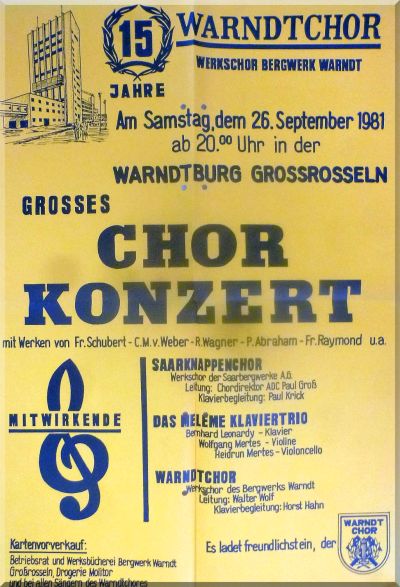 15 WARNDTCHOR
JAHRE
WERKSCHOR BERGWERK WARNDT
Am Samstag, dem 26. September 1981
ab 20.00 Uhr in der
WARNDTBURG GROSSROSSELN
GROSSES
CHOR
KONZERT
mit Werken von Fr. Schubert - C.M.v. Weber - R. Wagner - P. Abraham - Fr. Raymond u.a.
MITWIRKENDE
SAARKNAPPENCHOR
Werkschor der Saarbergwerke A.G.
Leitung: Chordirektor ADC Paul Groß
Klavierbegleitung: Paul Krick
DAS MELÉME KLAVIERTRIO
Bernhard Leonardy - Klavier
Wolfgang Mertes - Violine
Heidrun Mertes - Violoncello
WARNDTCHOR
Werkschor des Bergwerks Warndt
Leitung: Walter Wolf
Klavierbegleitung: Horst Hahn
Kartenvorverkauf:
Betriebsrat und Werksbücherei Bergwerk Warndt
Großrosseln, Drogerie Molitor
und bei allen Sängern des Warndtchores
Es ladet freundlichst ein, der
WARNDT
CHOR